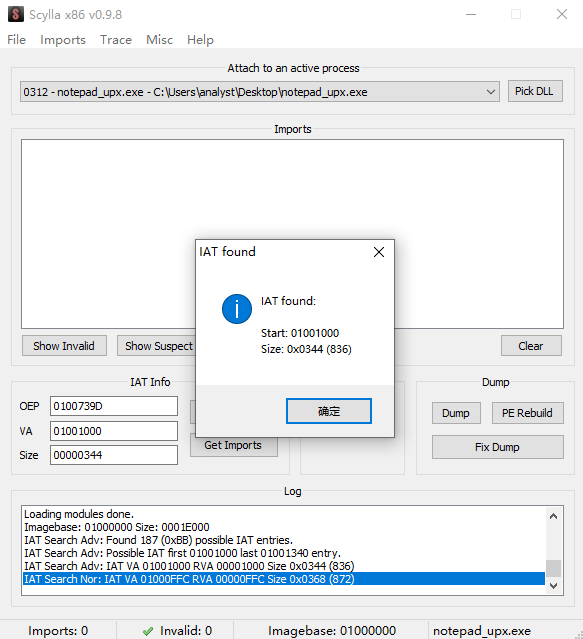 Scylla x86 v0.9.8
File Imports Trace Misc Help
Attach to an active process
0312 - notepad_upx.exe - C:\Users\analyst\Desktop\notepad_upx.exe
Pick DLL
Imports
IAT found
IAT found:
Start: 01001000
Size: 0x0344 (836)
确定
Show Invalid
Show Suspect
Clear
IAT Info
OEP 0100739D
VA 01001000
Size 00000344
Get Imports
Dump
Dump
PE Rebuild
Fix Dump
Log
Loading modules done.
Imagebase: 01000000 Size: 0001E000
IAT Search Adv: Found 187 (0xBB) possible IAT entries.
IAT Search Adv: Possible IAT first 01001000 last 01001340 entry.
IAT Search Adv: IAT VA 01001000 RVA 00001000 Size 0x0344 (836)
IAT Search Nor: IAT VA 01000FFC RVA 00000FFC Size 0x0368 (872)
Imports: 0
Invalid: 0
Imagebase: 01000000
notepad_upx.exe